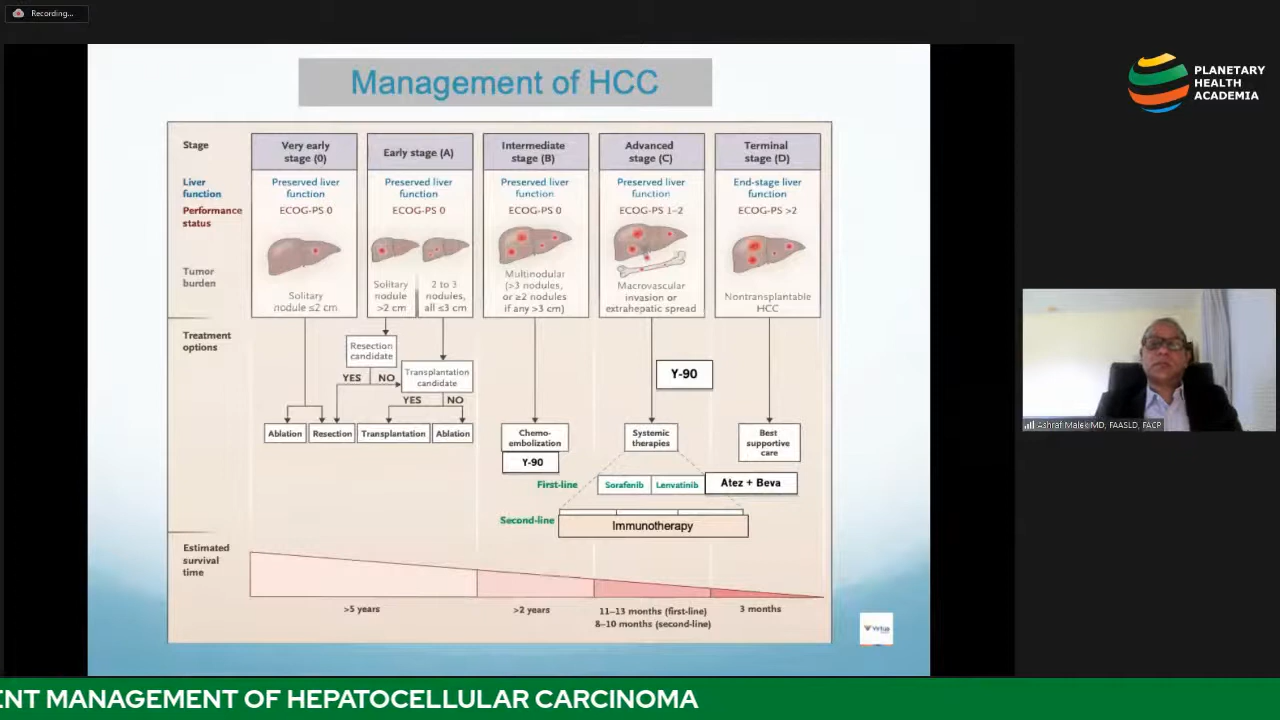 Recording...
PLANETARY
HEALTH
ACADEMIA
Management of HCC
Stage
Very early
stage (0)
Early stage (A)
Intermediate
stage (B)
Advanced
stage (C)
Terminal
stage (D)
Liver
function
Preserved liver
function
Preserved liver
function
Preserved liver
function
Preserved liver
function
End-stage liver
function
Performance
status
ECOG-PS 0
ECOG-PS 0
ECOG-PS 0
ECOG-PS 1–2
ECOG-PS >2
Tumor
burden
Solitary
nodule ≤2 cm
Solitary
nodule
>2 cm
2 to 3
nodules,
all ≤3 cm
Multinodular
(>3 nodules,
or ≥2 nodules
if any >3 cm)
Macrovascular
invasion or
extrahepatic spread
Nontransplantable
HCC
Treatment
options
Resection
candidate
YES NO
Transplantation
candidate
YES NO
Y-90
Ablation
Resection
Transplantation
Ablation
Chemo-
embolization
Y-90
Systemic
therapies
Best
supportive
care
First-line
Sorafenib
Lenvatinib
Atez + Beva
Second-line
Immunotherapy
Estimated
survival
time
>5 years
>2 years
11–13 months (first-line)
8–10 months (second-line)
3 months
Virtua
Ashraf Malek MD, FAASLD, FACP
ENT MANAGEMENT OF HEPATOCELLULAR CARCINOMA